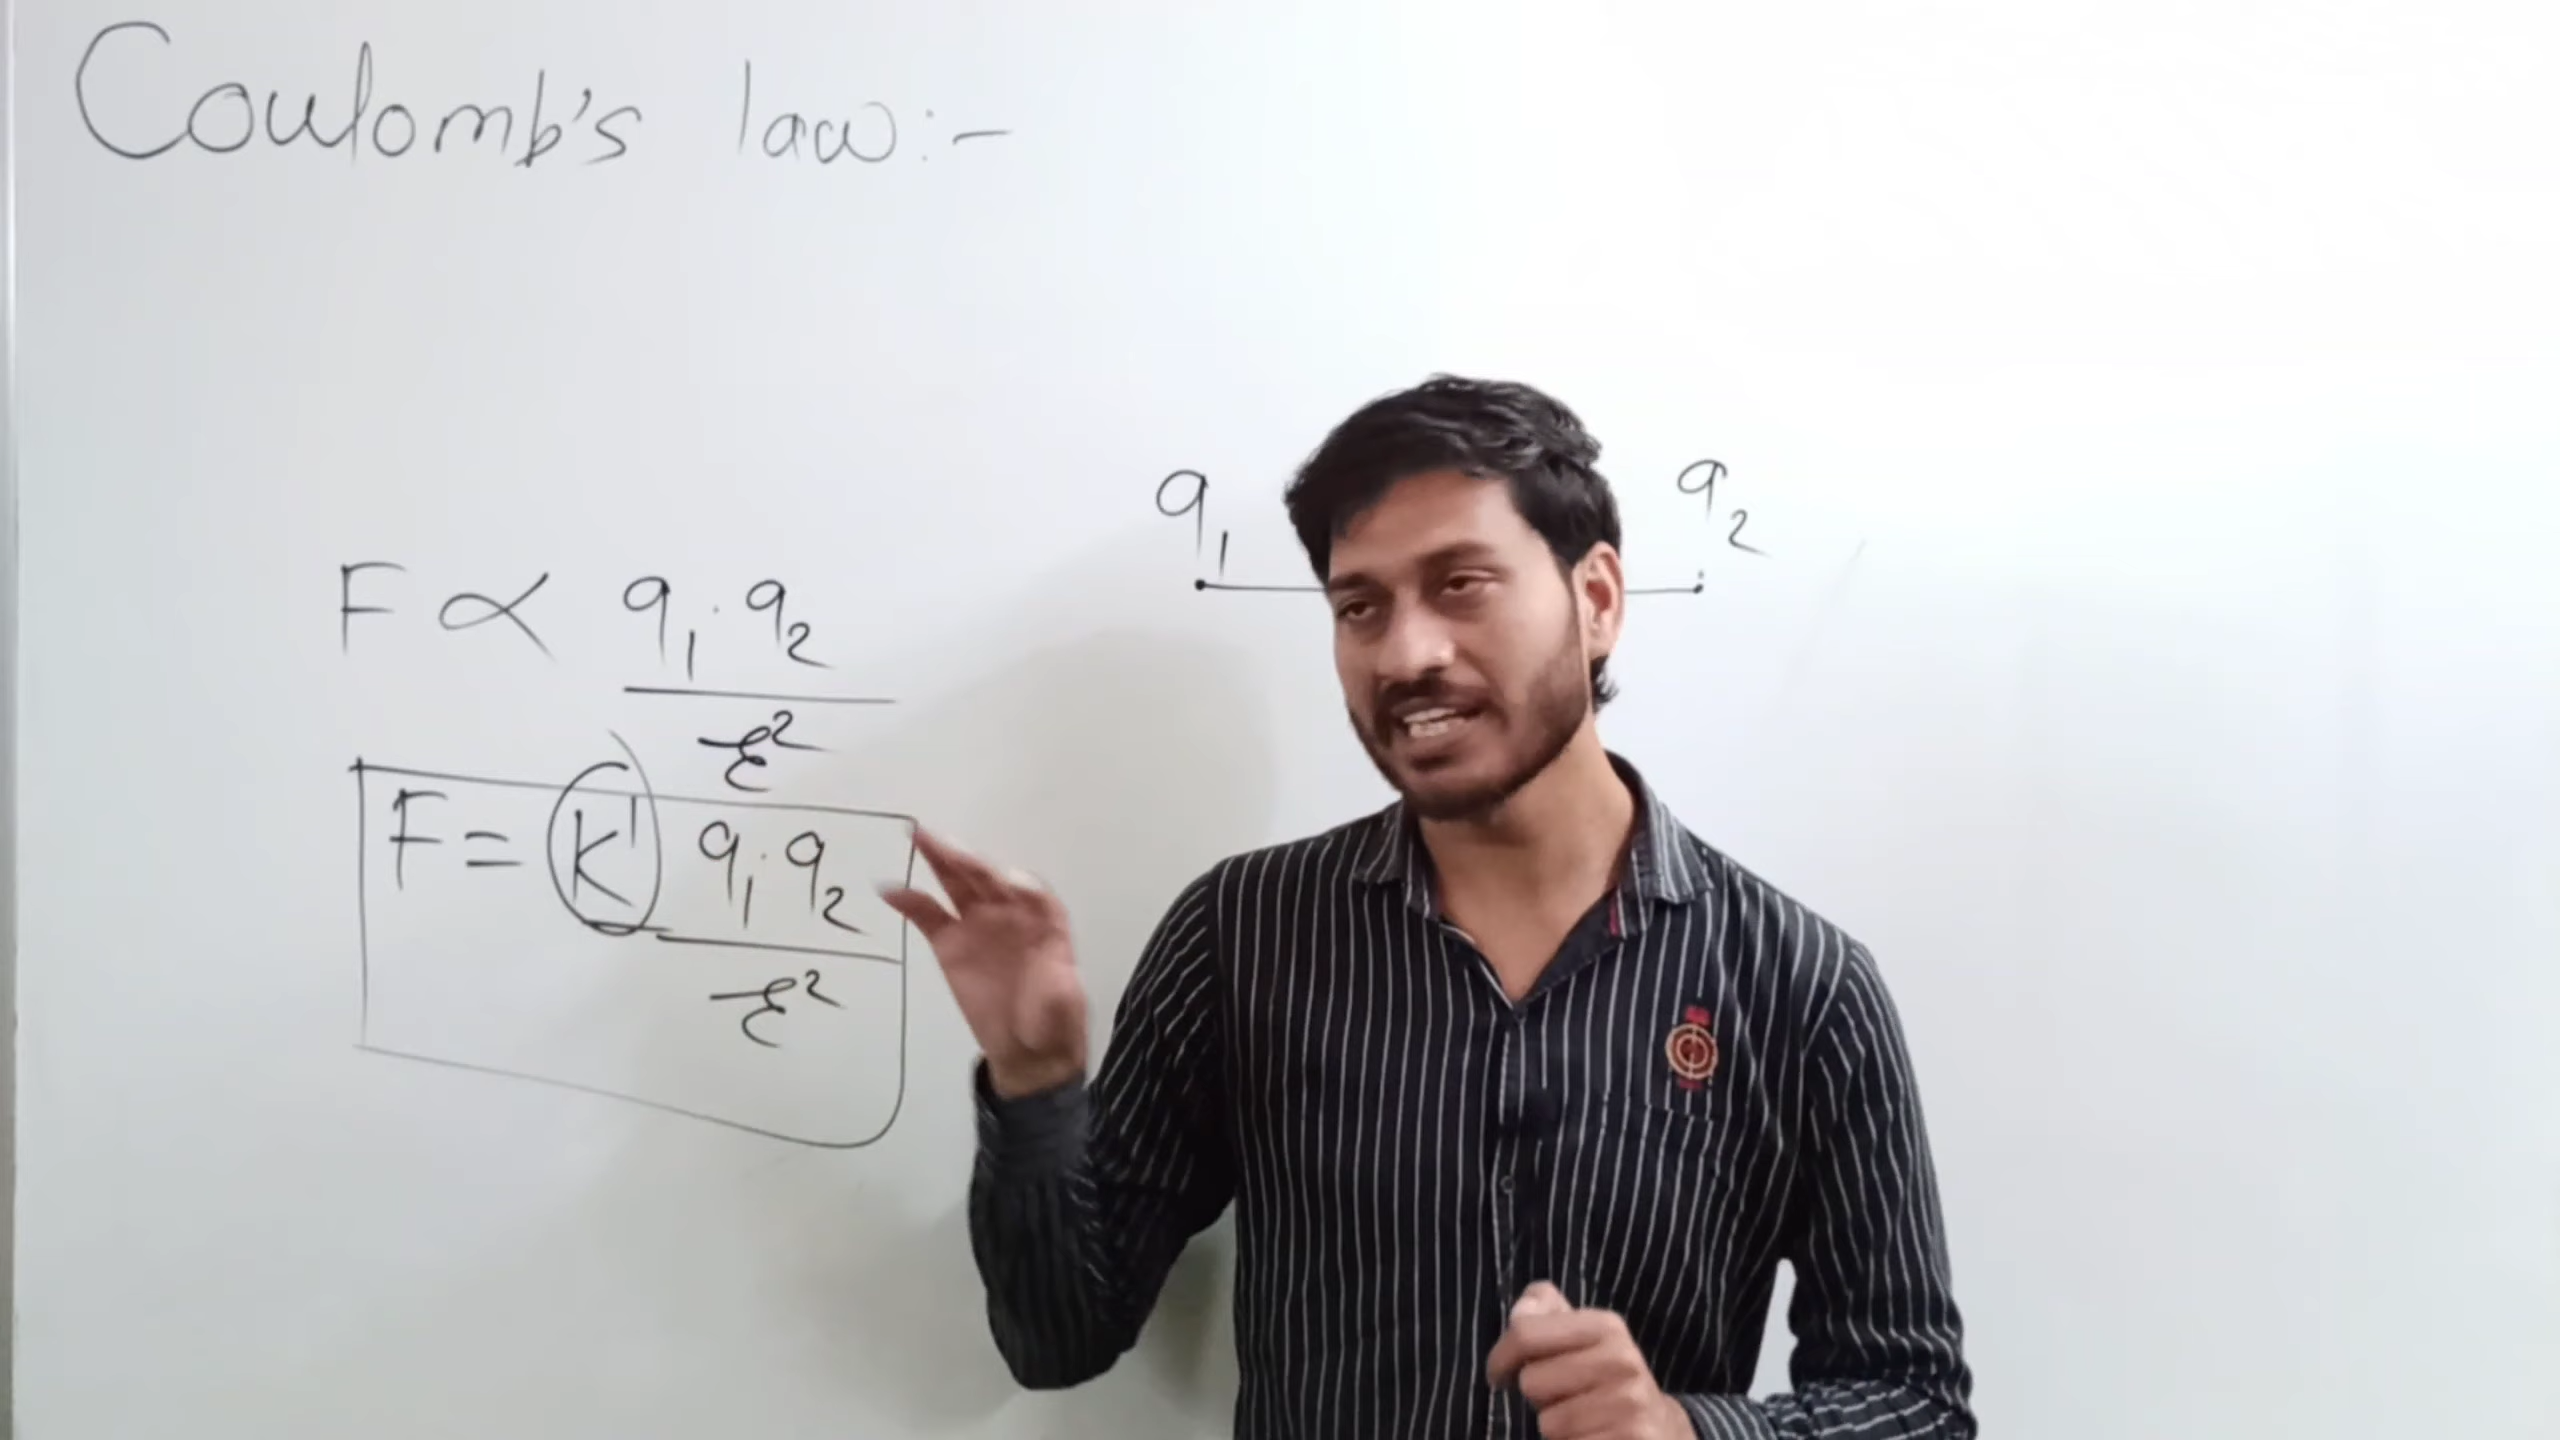 Coulomb's law:-
q1 q2
F ∝ q1.q2
r²
F = K' q1.q2
r²